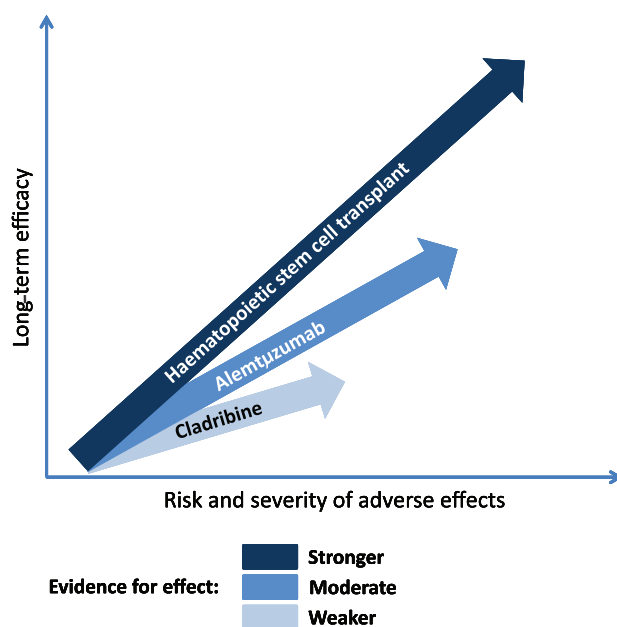 Long-term efficacy
Haematopoietic stem cell transplant
Alemtμzumab
Cladribine
Risk and severity of adverse effects
Evidence for effect:
Stronger
Moderate
Weaker